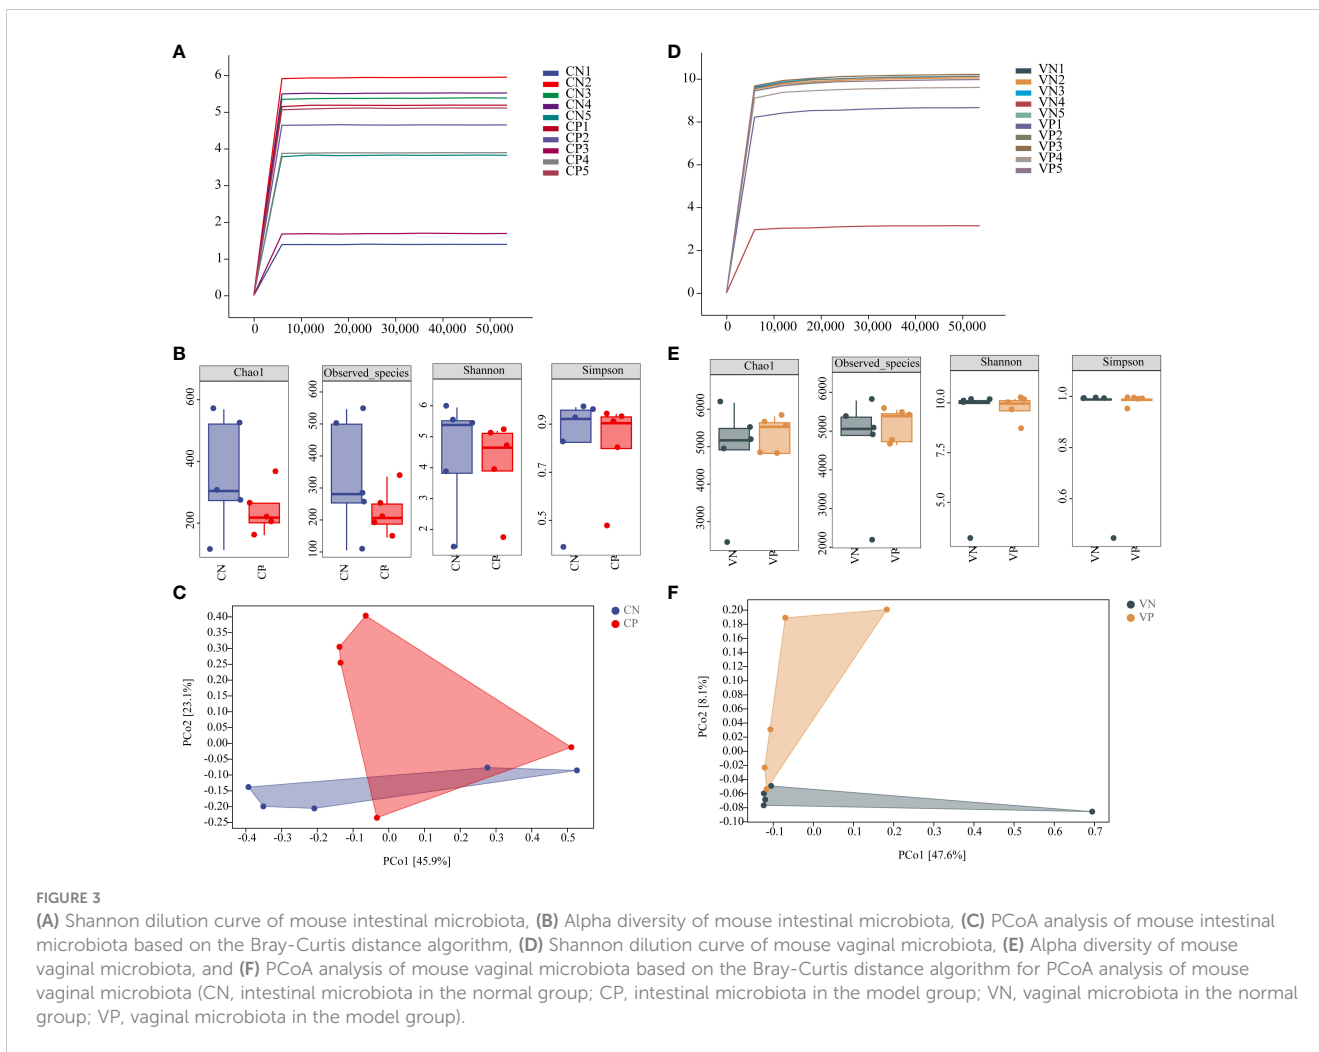 A
6
5
4
3
2
1
0
0
10,000
20,000
30,000
40,000
50,000
CN1
CN2
CN3
CN4
CN5
CP1
CP2
CP3
CP4
CP5
D
10
8
6
4
2
0
0
10,000
20,000
30,000
40,000
50,000
VN1
VN2
VN3
VN4
VN5
VP1
VP2
VP3
VP4
VP5
B
Chao1
600
400
200
CN
CP
Observed_species
600
500
400
300
200
100
CN
CP
Shannon
6
5
4
3
2
CN
CP
Simpson
0.9
0.7
0.5
CN
CP
E
Chao1
6000
5000
4000
3000
VN
VP
Observed_species
6000
5000
4000
3000
2000
VN
VP
Shannon
10.0
7.5
5.0
VN
VP
Simpson
1.0
0.8
0.6
VN
VP
C
0.40
0.35
0.30
0.25
0.20
0.15
0.10
0.05
0.00
-0.05
-0.10
-0.15
-0.20
-0.25
PCo2 [23.1%]
-0.4
-0.3
-0.2
-0.1
0.0
0.1
0.2
0.3
0.4
0.5
PCo1 [45.9%]
CN
CP
F
0.20
0.18
0.16
0.14
0.12
0.10
0.08
0.06
0.04
0.02
0.00
-0.02
-0.04
-0.06
-0.08
-0.10
PCo2 [8.1%]
-0.1
0.0
0.1
0.2
0.3
0.4
0.5
0.6
0.7
PCo1 [47.6%]
VN
VP
FIGURE 3
(A) Shannon dilution curve of mouse intestinal microbiota, (B) Alpha diversity of mouse intestinal microbiota, (C) PCoA analysis of mouse intestinal
microbiota based on the Bray-Curtis distance algorithm, (D) Shannon dilution curve of mouse vaginal microbiota, (E) Alpha diversity of mouse
vaginal microbiota, and (F) PCoA analysis of mouse vaginal microbiota based on the Bray-Curtis distance algorithm for PCoA analysis of mouse
vaginal microbiota (CN, intestinal microbiota in the normal group; CP, intestinal microbiota in the model group; VN, vaginal microbiota in the normal
group; VP, vaginal microbiota in the model group).